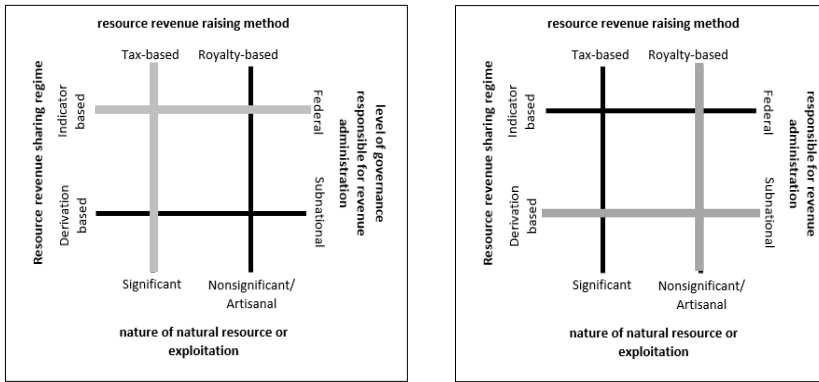 resource revenue raising method
Tax-based
Royalty-based
Resource revenue sharing regime
Indicator
based
Derivation
based
Federal
Subnational
level of governance
responsible for revenue
administration
Significant
Nonsignificant/
Artisanal
nature of natural resource or
exploitation
resource revenue raising method
Tax-based
Royalty-based
Resource revenue sharing regime
Indicator
based
Derivation
based
Federal
Subnational
responsible for revenue
administration
Significant
Nonsignificant/
Artisanal
nature of natural resource or
exploitation